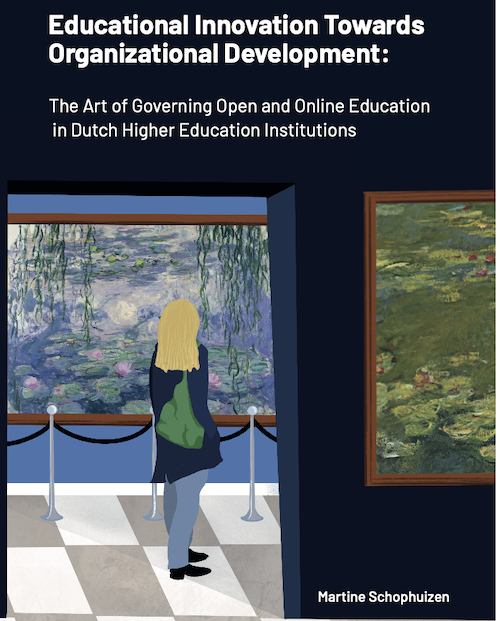 Educational Innovation Towards
Organizational Development:
The Art of Governing Open and Online Education
in Dutch Higher Education Institutions
Martine Schophuizen